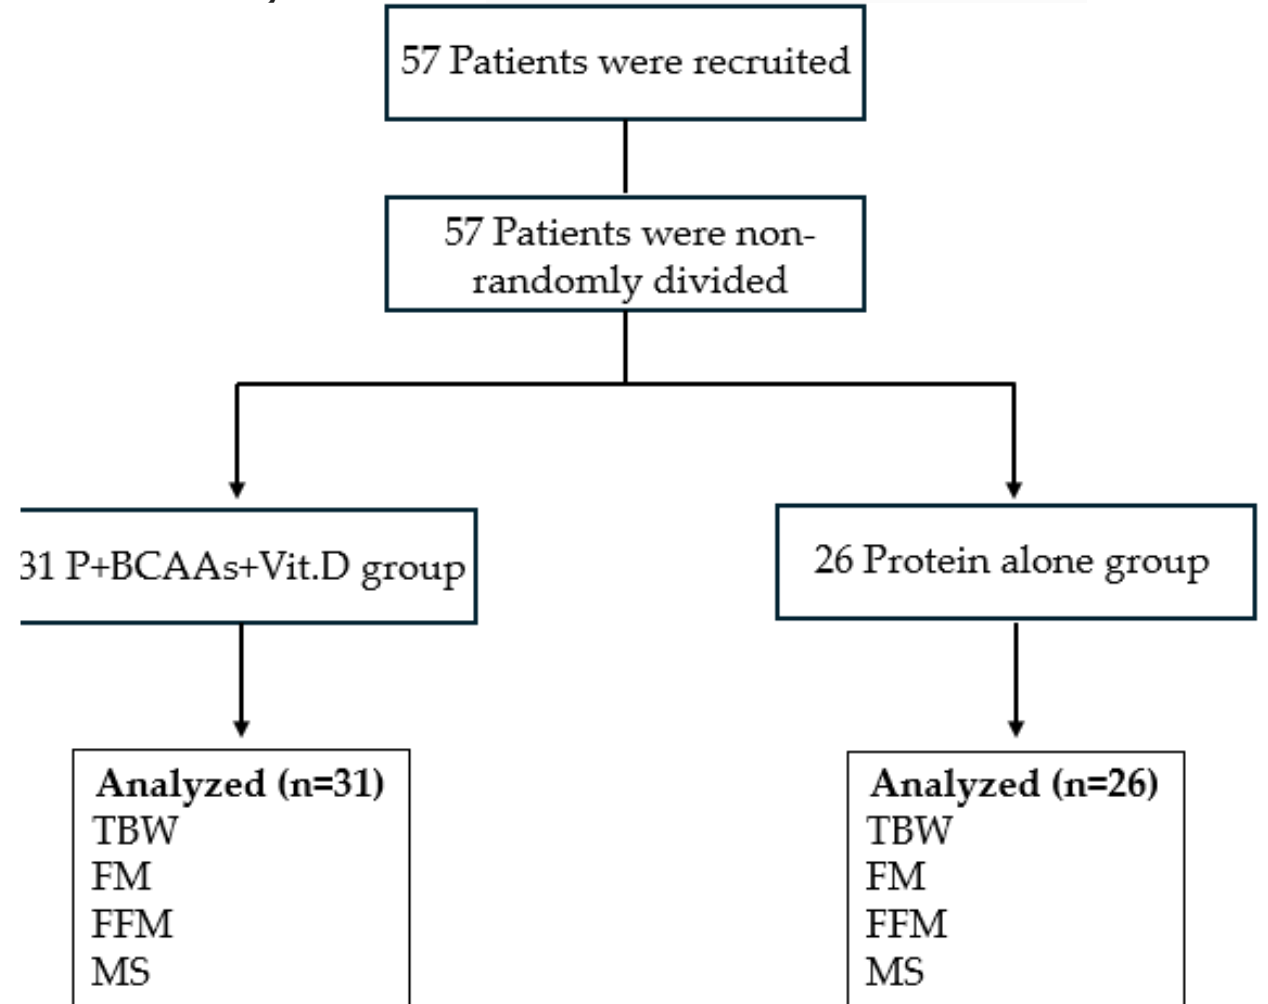 57 Patients were recruited
57 Patients were non-
randomly divided
31 P+BCAAs+Vit.D group
26 Protein alone group
Analyzed (n=31)
TBW
FM
FFM
MS
Analyzed (n=26)
TBW
FM
FFM
MS